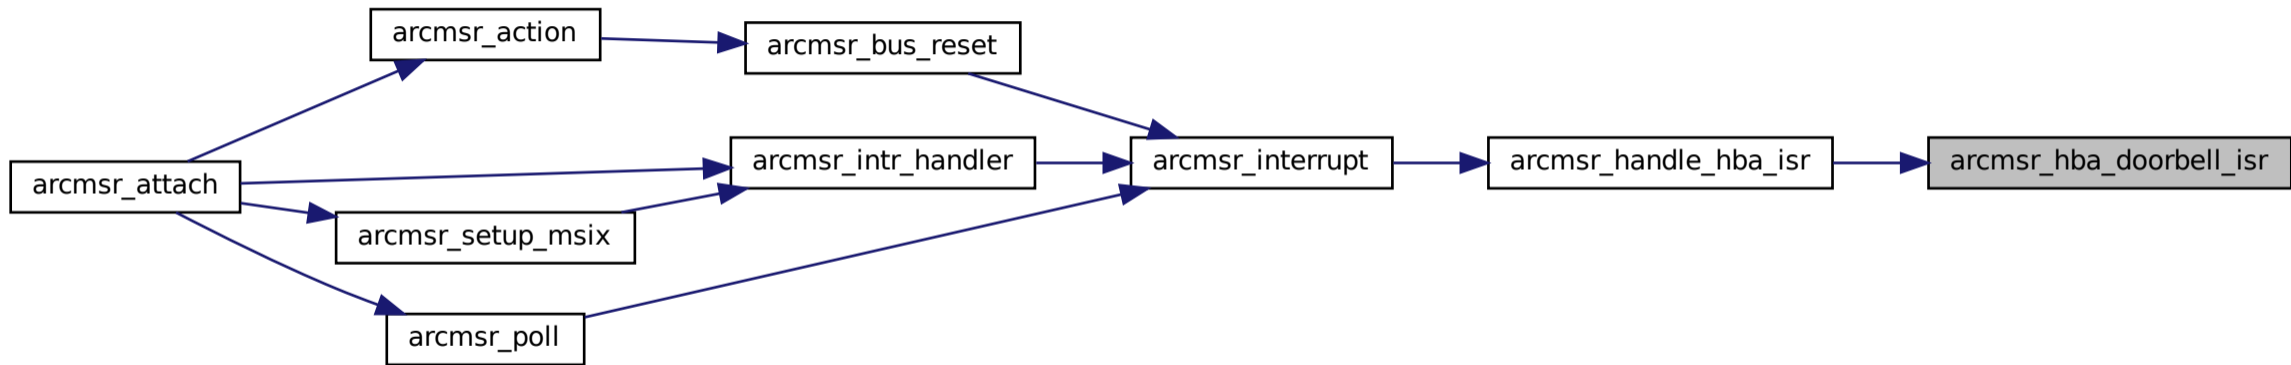 arcmsr_action
arcmsr_bus_reset
arcmsr_attach
arcmsr_intr_handler
arcmsr_interrupt
arcmsr_handle_hba_isr
arcmsr_hba_doorbell_isr
arcmsr_setup_msix
arcmsr_poll